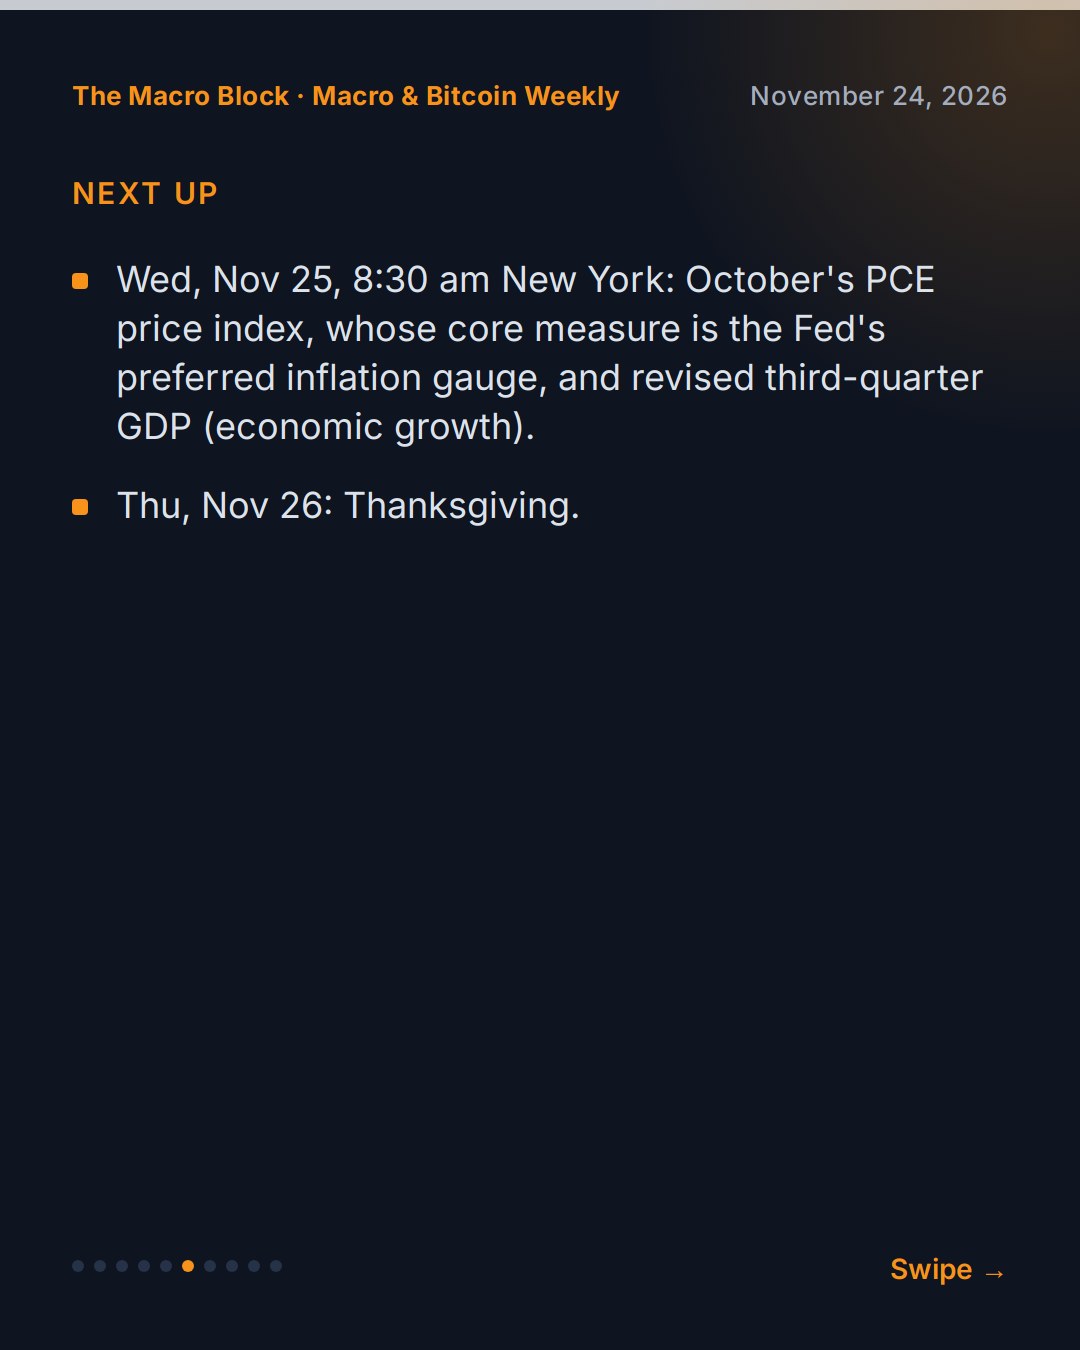 The Macro Block · Macro & Bitcoin Weekly
November 24, 2026
NEXT UP
Wed, Nov 25, 8:30 am New York: October's PCE
price index, whose core measure is the Fed's
preferred inflation gauge, and revised third-quarter
GDP (economic growth).
Thu, Nov 26: Thanksgiving.
Swipe →